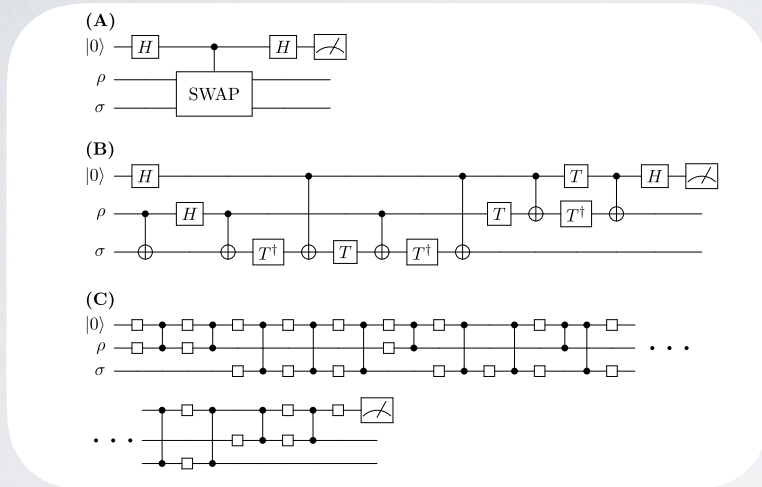 (A)
|0⟩ H H
ρ
SWAP
σ
(B)
|0⟩ H T H
ρ H T T†
σ T† T T†
(C)
|0⟩
ρ . . .
σ
. . .